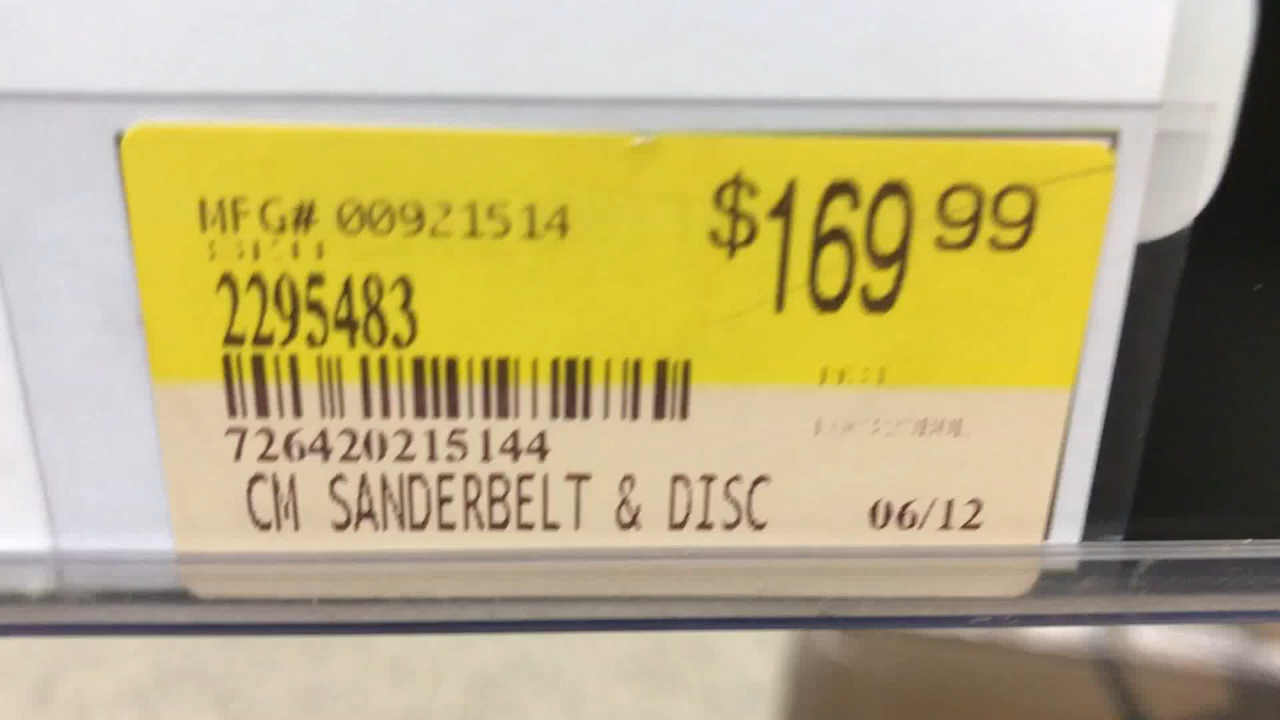 MFG# 00921514
$169 99
2295483
726420215144
CM SANDERBELT & DISC
06/12